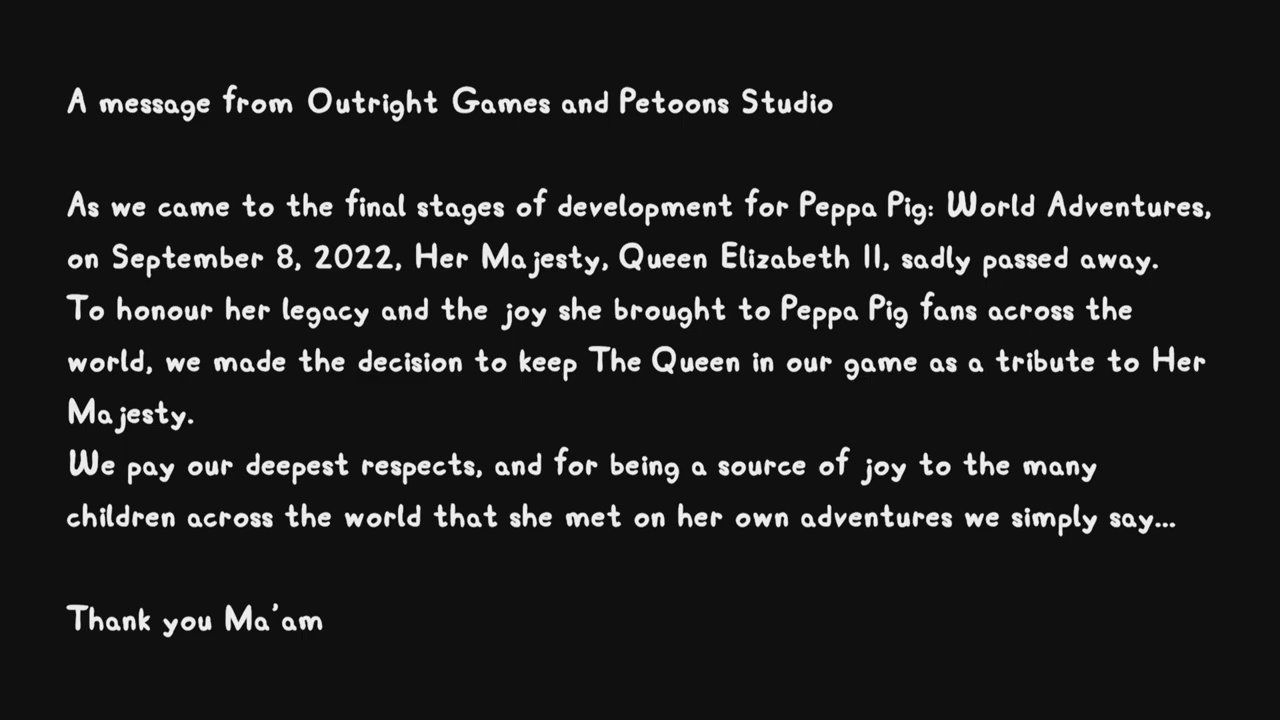 A message from Outright Games and Petoons Studio
As we came to the final stages of development for Peppa Pig: World Adventures,
on September 8, 2022, Her Majesty, Queen Elizabeth II, sadly passed away.
To honour her legacy and the joy she brought to Peppa Pig fans across the
world, we made the decision to keep The Queen in our game as a tribute to Her
Majesty.
We pay our deepest respects, and for being a source of joy to the many
children across the world that she met on her own adventures we simply say...
Thank you Ma'am